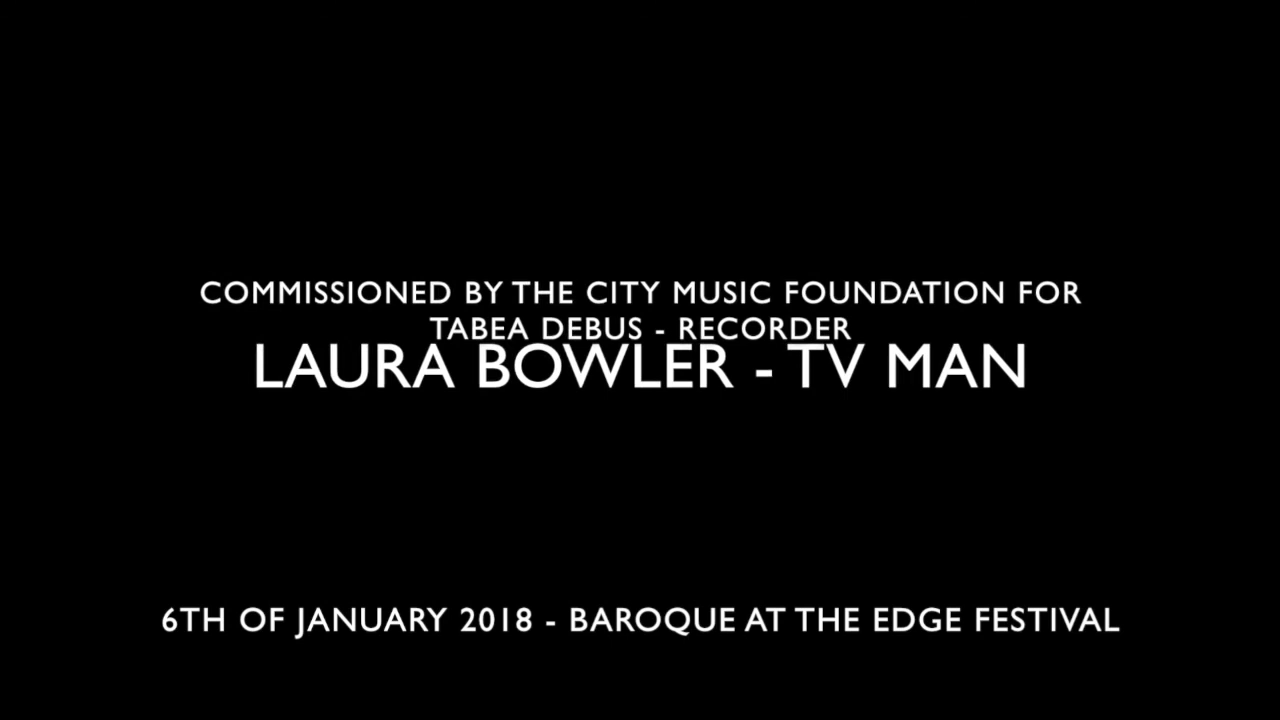 COMMISSIONED BY THE CITY MUSIC FOUNDATION FOR
TABEA DEBUS - RECORDER
LAURA BOWLER - TV MAN
6TH OF JANUARY 2018 - BAROQUE AT THE EDGE FESTIVAL